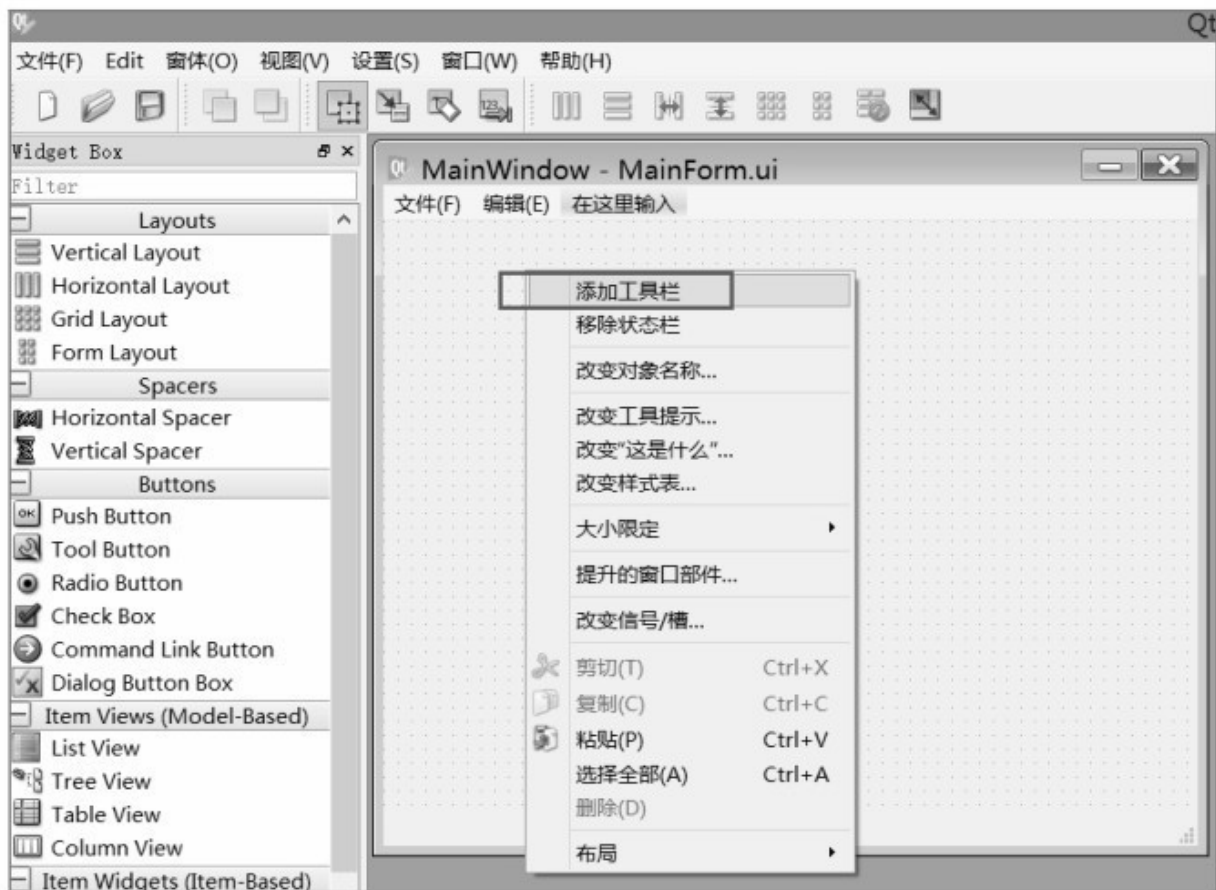 Qt
文件(F) Edit 窗体(O) 视图(V) 设置(S) 窗口(W) 帮助(H)
Widget Box
Filter
Layouts
Vertical Layout
Horizontal Layout
Grid Layout
Form Layout
Spacers
Horizontal Spacer
Vertical Spacer
Buttons
OK Push Button
Tool Button
Radio Button
Check Box
Command Link Button
Dialog Button Box
Item Views (Model-Based)
List View
Tree View
Table View
Column View
Item Widgets (Item-Based)
MainWindow - MainForm.ui
文件(F) 编辑(E) 在这里输入
添加工具栏
移除状态栏
改变对象名称...
改变工具提示...
改变“这是什么”...
改变样式表...
大小限定
提升的窗口部件...
改变信号/槽...
剪切(T) Ctrl+X
复制(C) Ctrl+C
粘贴(P) Ctrl+V
选择全部(A) Ctrl+A
删除(D)
布局